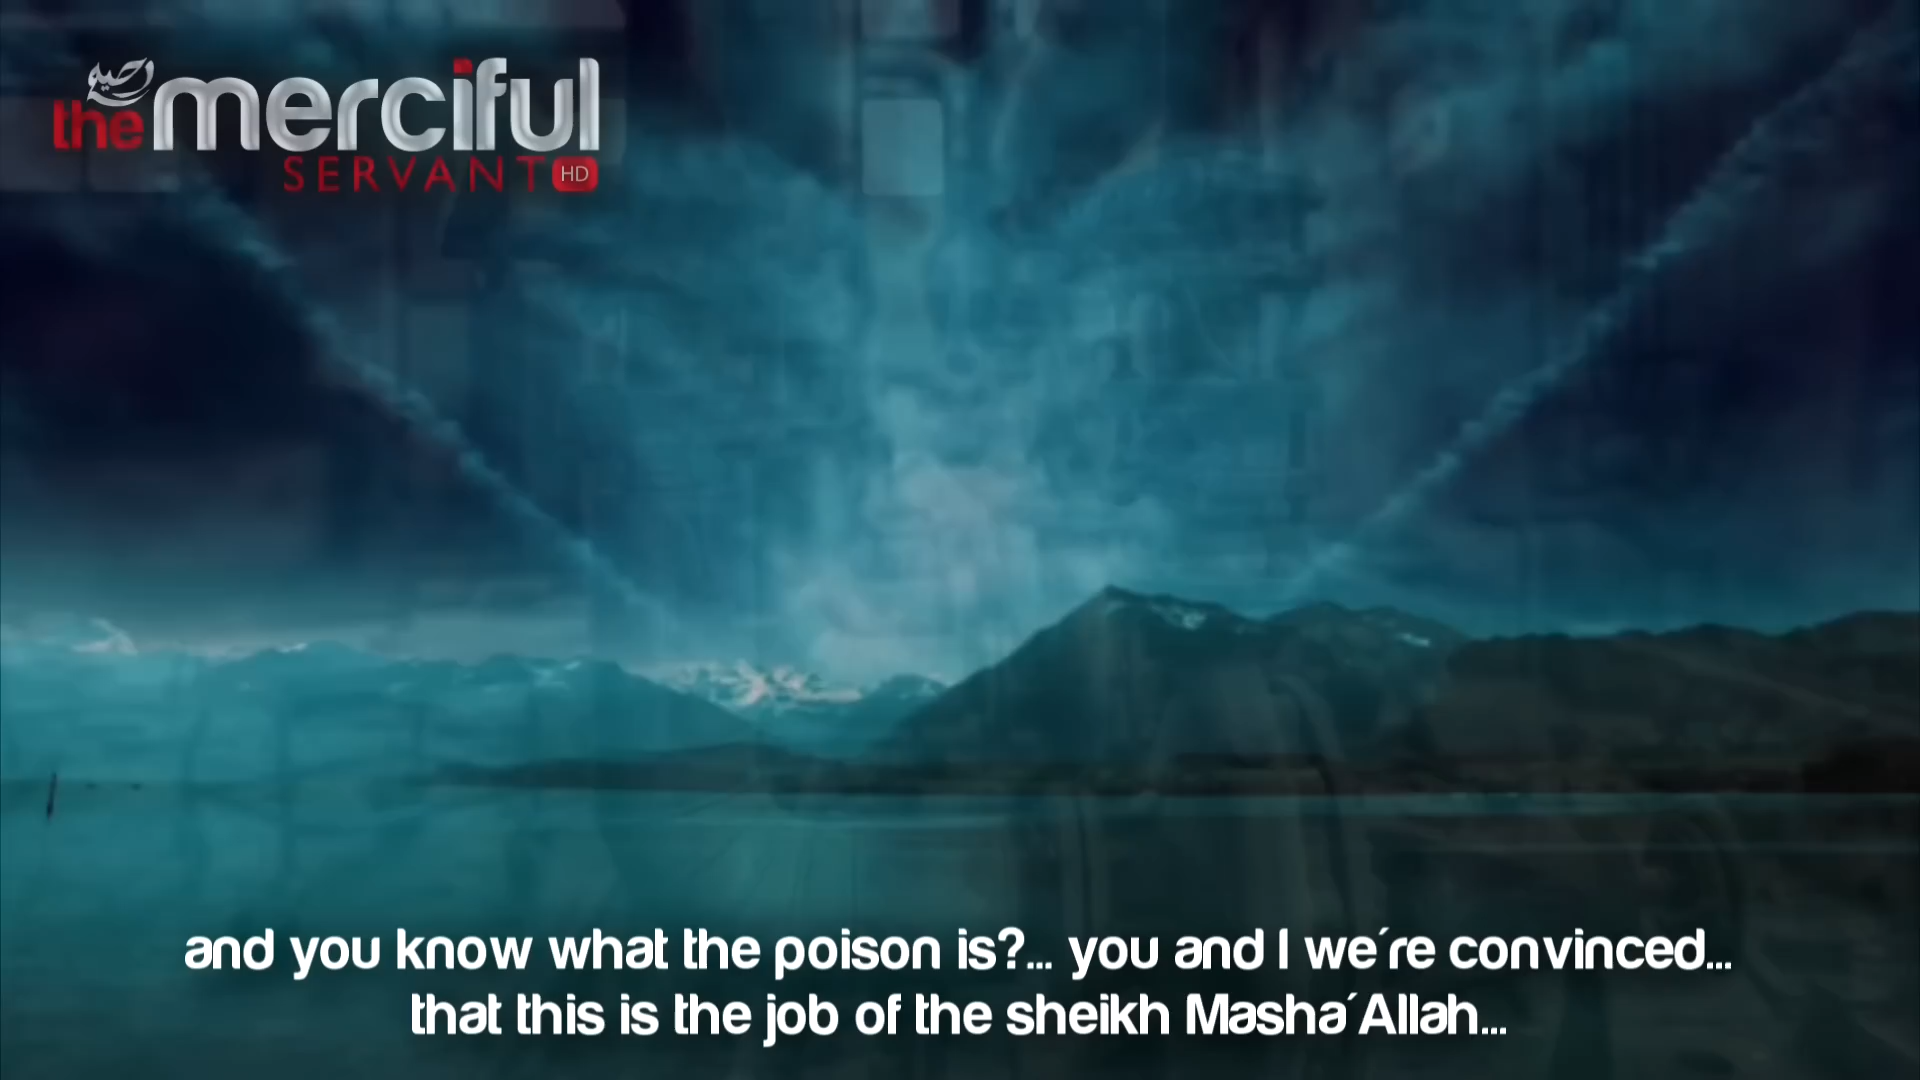 the merciful
SERVANT HD
and you know what the poison is?... you and I we´re convinced...
that this is the job of the sheikh Masha´Allah...